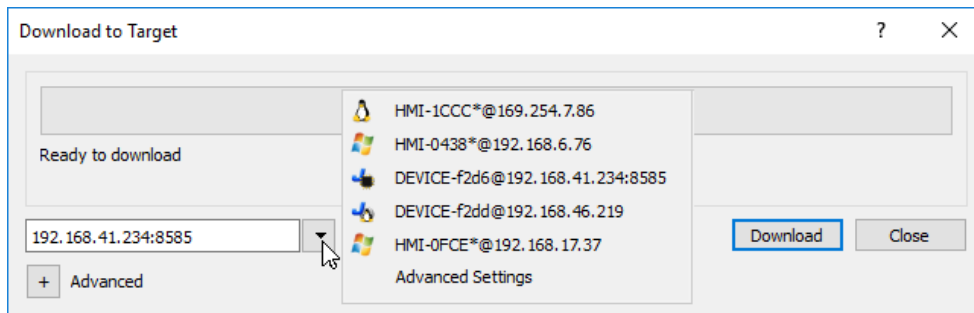 Download to Target
?
HMI-1CCC*@169.254.7.86
HMI-0438*@192.168.6.76
Ready to download
DEVICE-f2d6@192.168.41.234:8585
DEVICE-f2dd@192.168.46.219
192.168.41.234:8585
HMI-0FCE*@192.168.17.37
Download
Close
+ Advanced
Advanced Settings